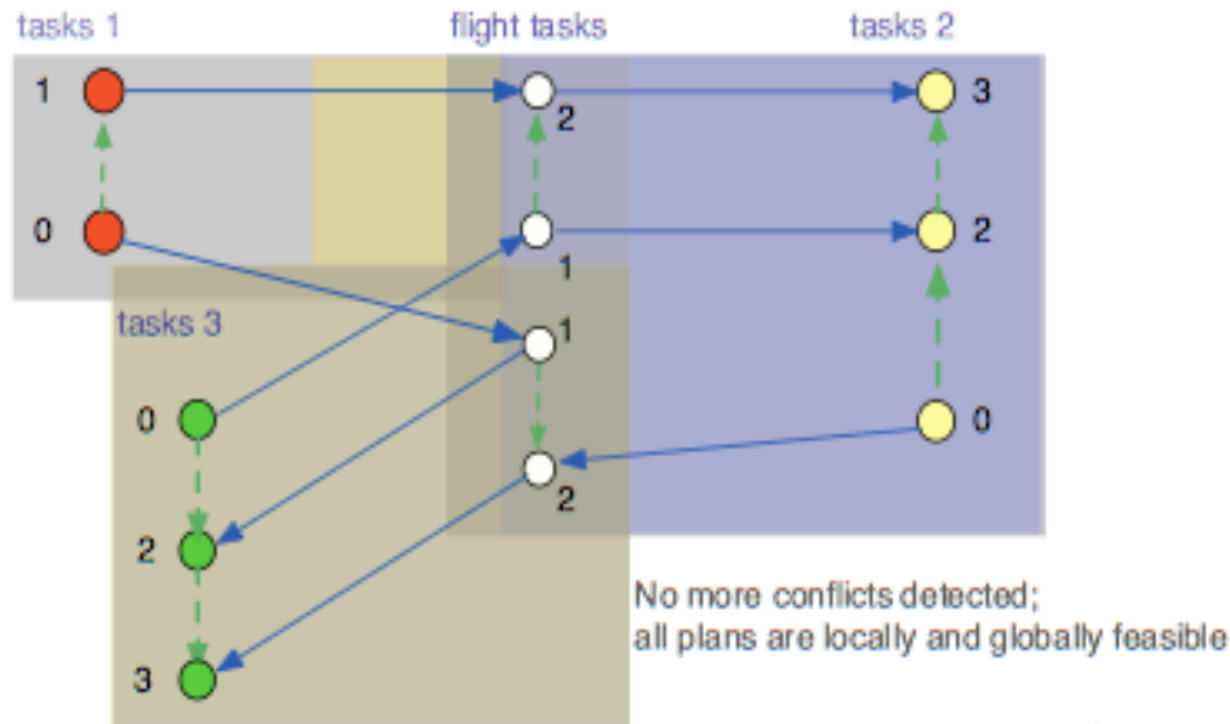 tasks 1 flight tasks tasks 2
1 2 3
0 1 2
tasks 3 1
0 0
2 2
3
No more conflicts detected;
all plans are locally and globally feasible